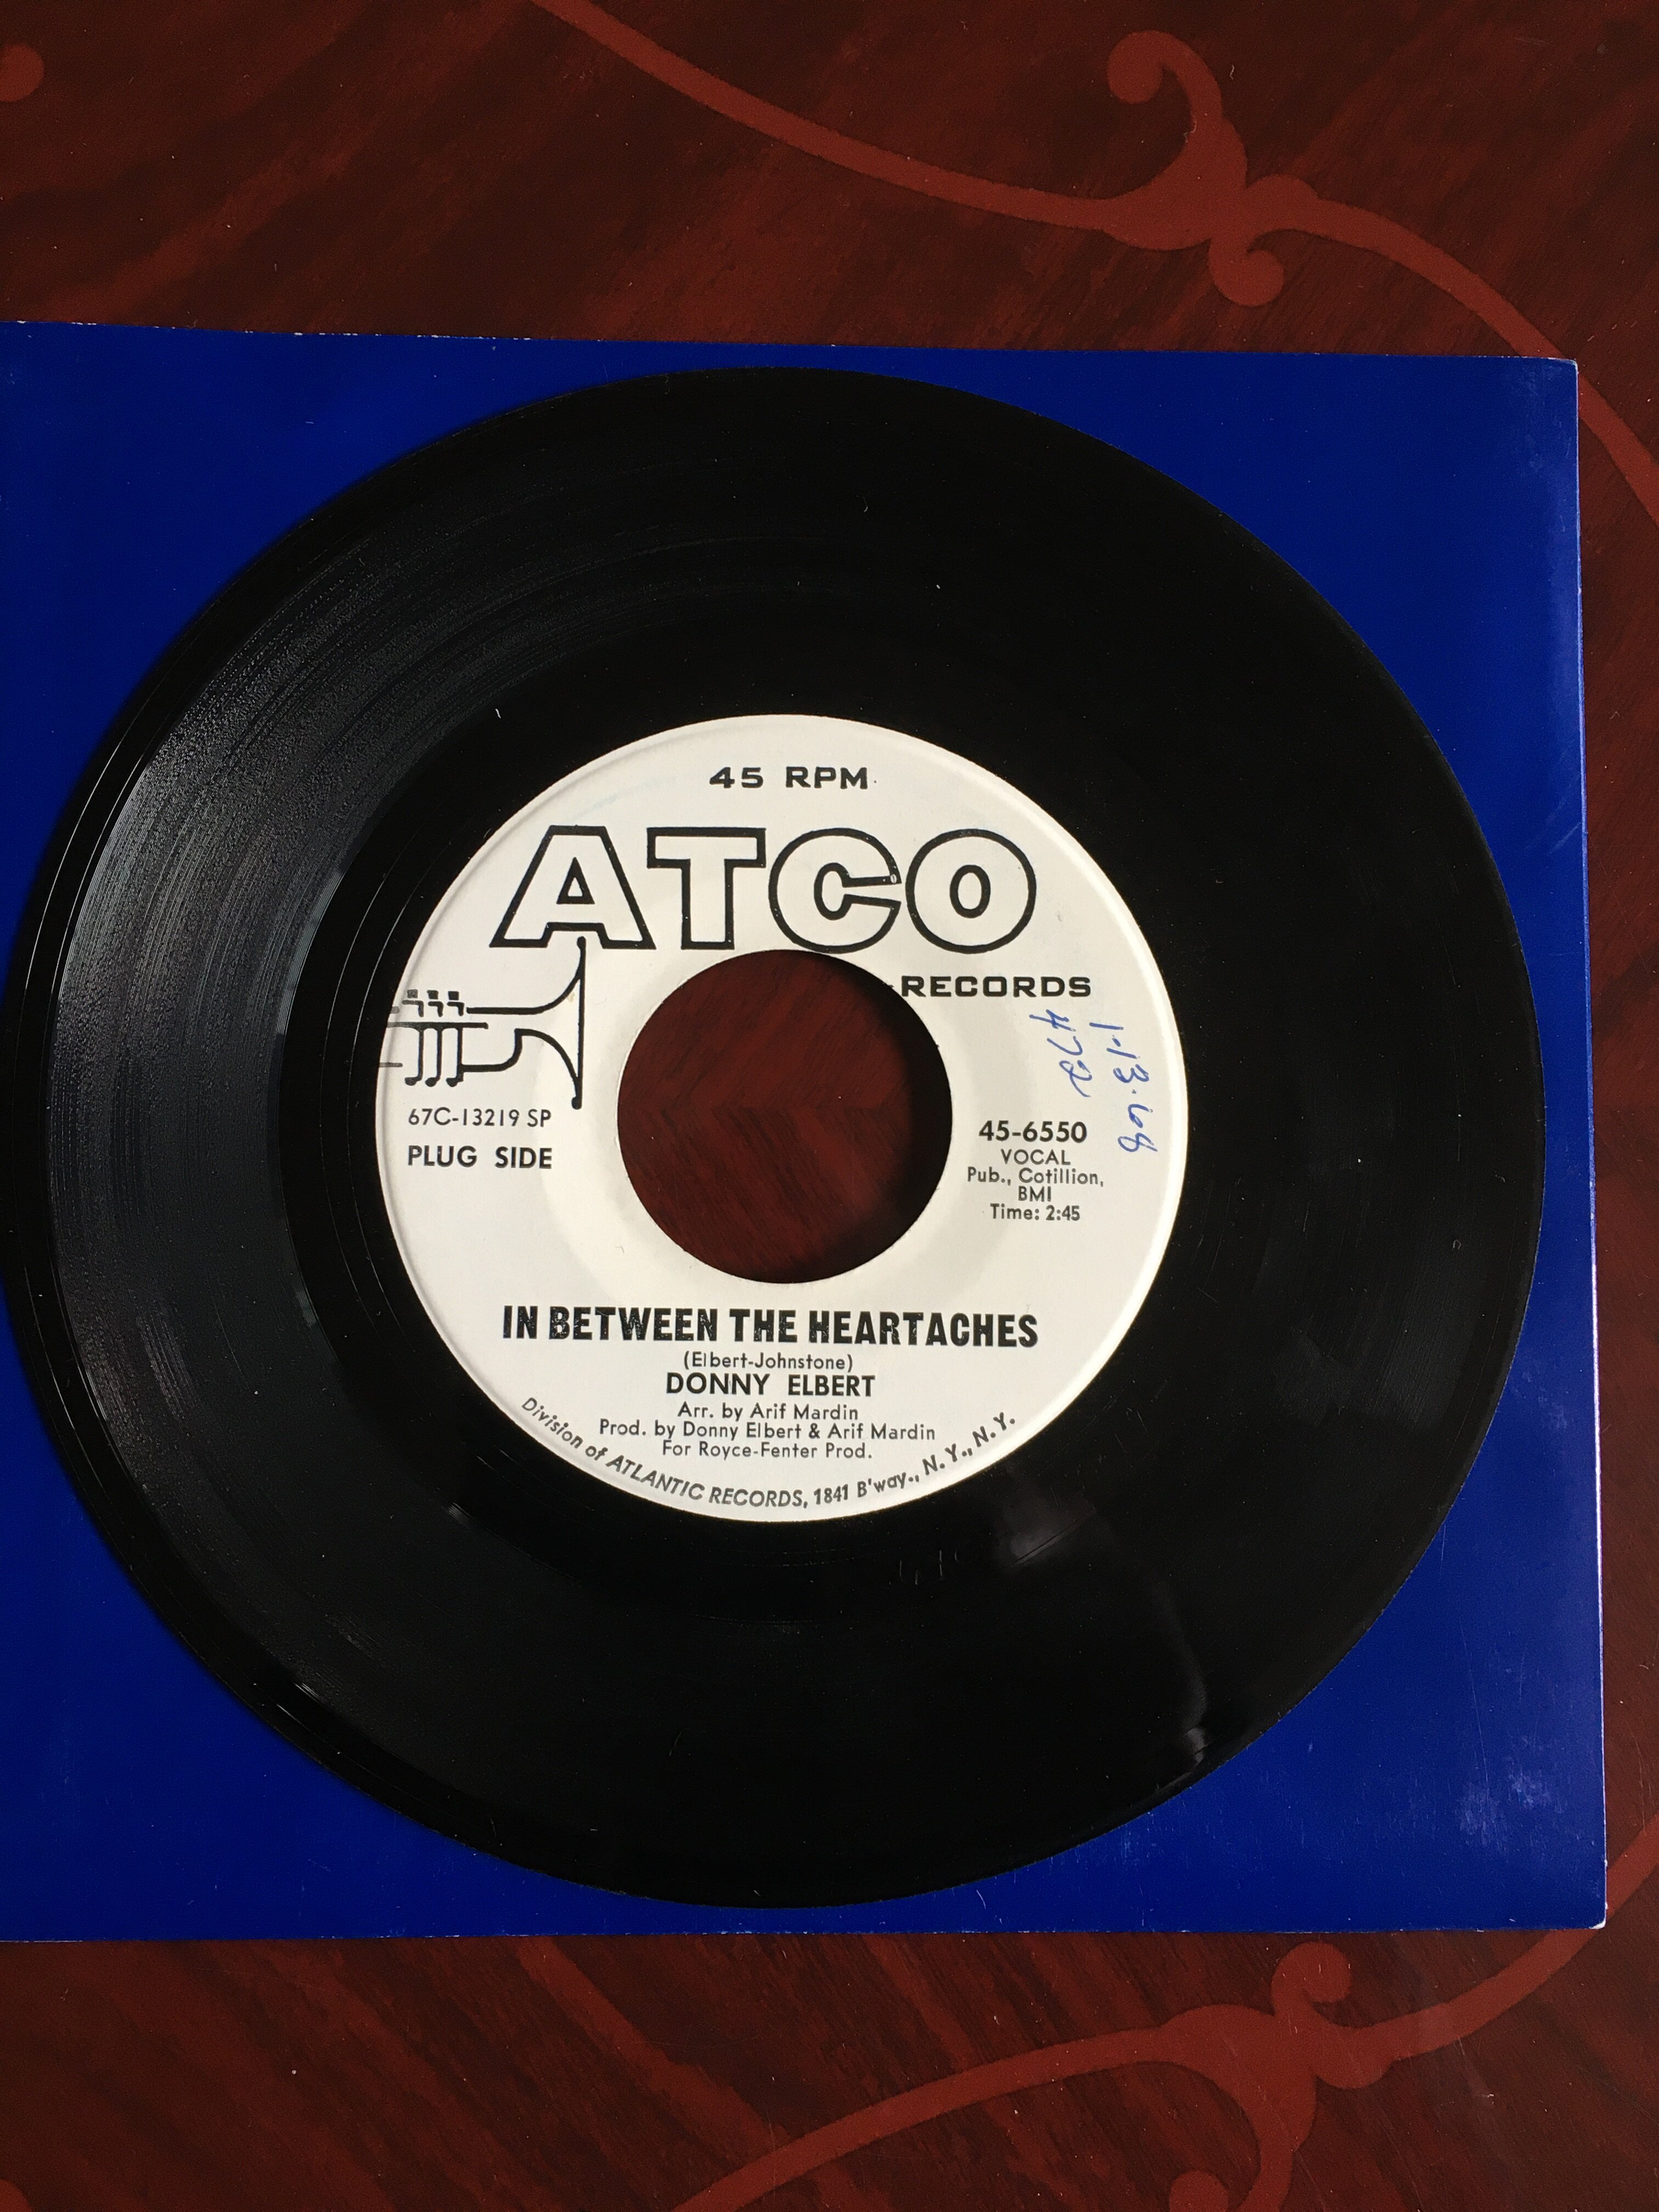 45 RPM
ATCO
RECORDS
1-13-68
472
67C-13219 SP
PLUG SIDE
45-6550
VOCAL
Pub., Cotillion,
BMI
Time: 2:45
IN BETWEEN THE HEARTACHES
(Elbert-Johnstone)
DONNY ELBERT
Arr. by Arif Mardin
Prod. by Donny Elbert & Arif Mardin
For Royce-Fenter Prod.
Division of ATLANTIC RECORDS, 1841 B'way., N.Y., N.Y.